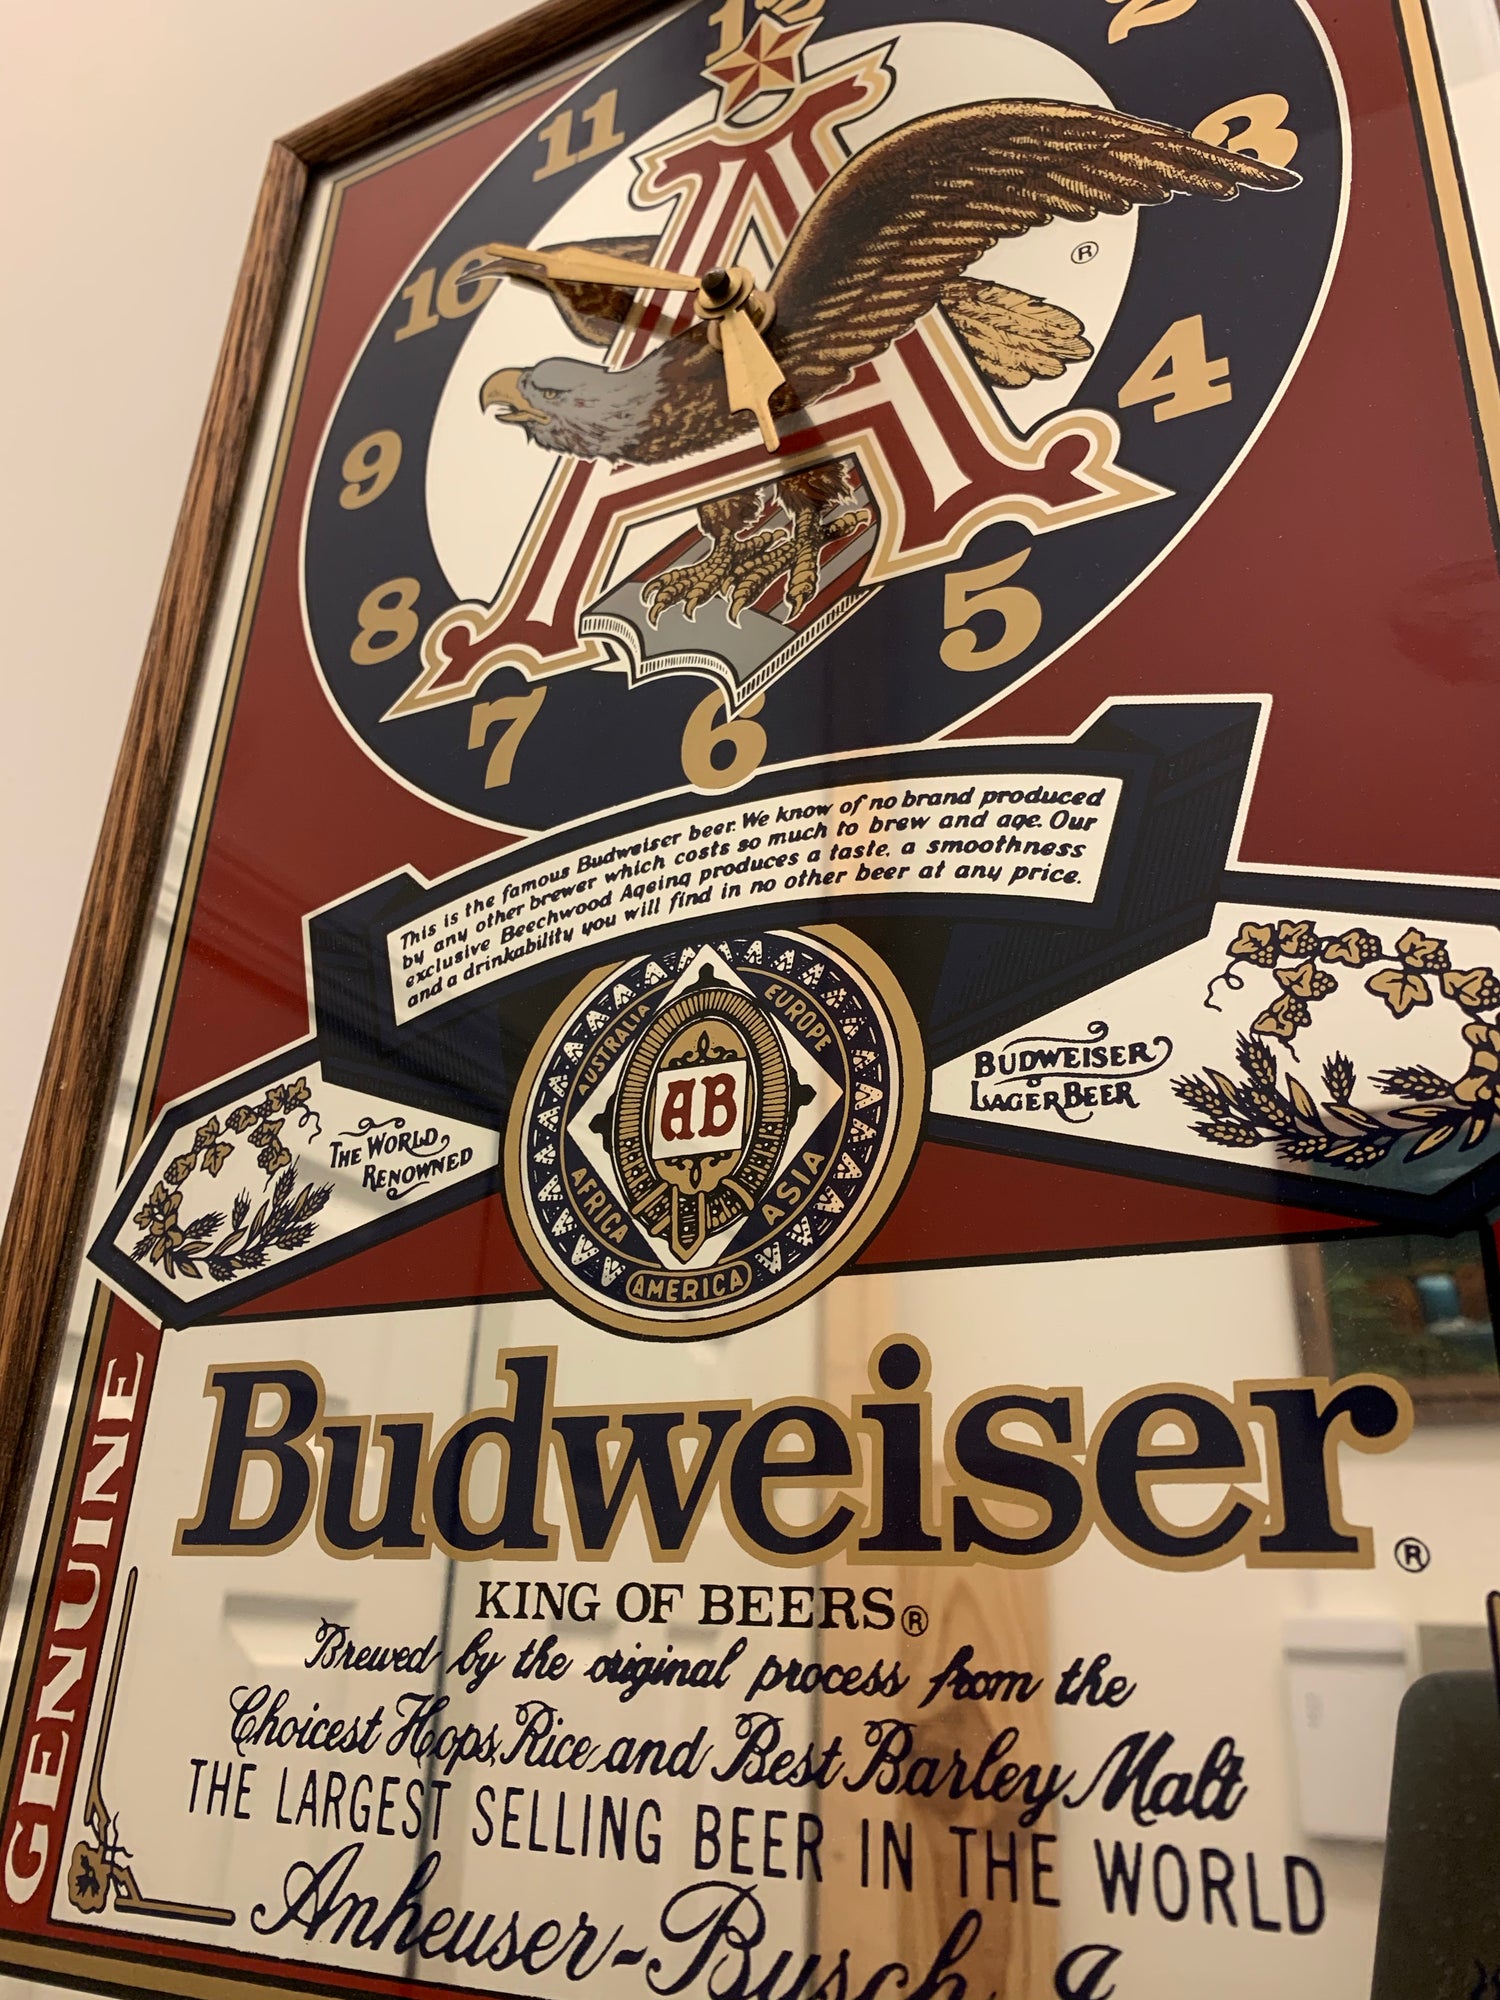 12
2
11
3
10
4
9
8
5
7
6
®
This is the famous Budweiser beer. We know of no brand produced
by any other brewer which costs so much to brew and age. Our
exclusive Beechwood Ageing produces a taste, a smoothness
and a drinkability you will find in no other beer at any price.
THE WORLD
RENOWNED
BUDWEISER
LAGER BEER
AUSTRALIA
EUROPE
AB
AFRICA
ASIA
AMERICA
GENUINE
Budweiser®
KING OF BEERS®
Brewed by the original process from the
Choicest Hops, Rice and Best Barley Malt
THE LARGEST SELLING BEER IN THE WORLD
Anheuser-Busch,